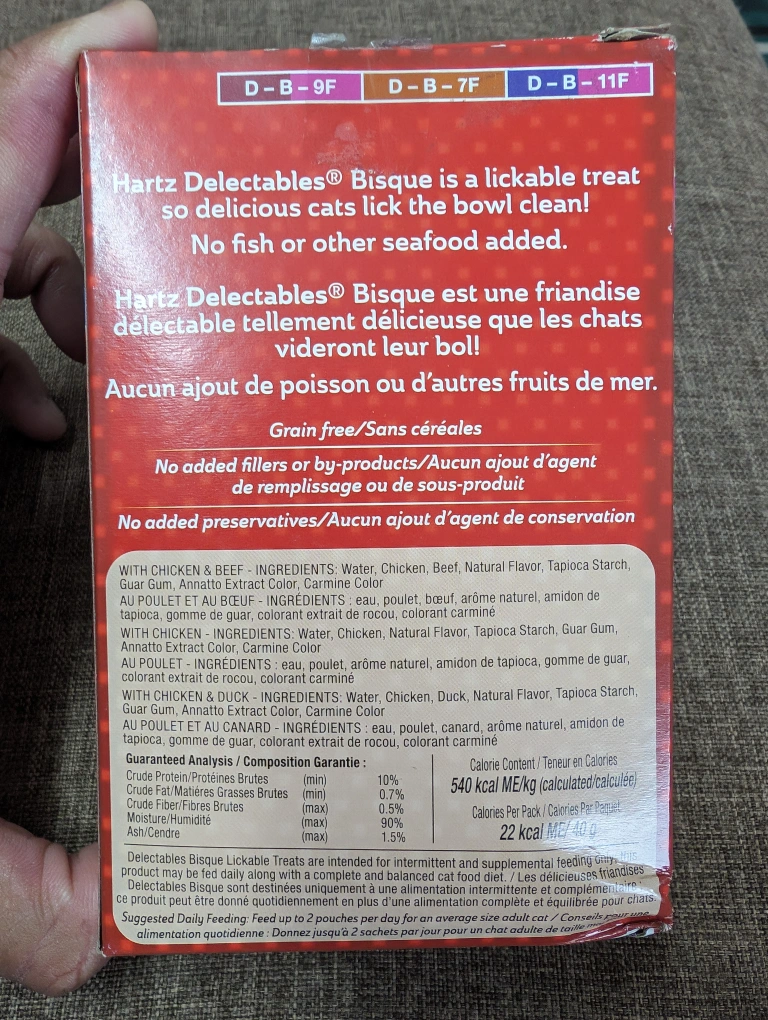 D – B – 9F
D – B – 7F
D – B – 11F
Hartz Delectables® Bisque is a lickable treat
so delicious cats lick the bowl clean!
No fish or other seafood added.
Hartz Delectables® Bisque est une friandise
délectable tellement délicieuse que les chats
videront leur bol!
Aucun ajout de poisson ou d'autres fruits de mer.
Grain free/Sans céréales
No added fillers or by-products/Aucun ajout d'agent
de remplissage ou de sous-produit
No added preservatives/Aucun ajout d'agent de conservation
WITH CHICKEN & BEEF - INGREDIENTS: Water, Chicken, Beef, Natural Flavor, Tapioca Starch,
Guar Gum, Annatto Extract Color, Carmine Color
AU POULET ET AU BŒUF - INGRÉDIENTS : eau, poulet, bœuf, arôme naturel, amidon de
tapioca, gomme de guar, colorant extrait de rocou, colorant carminé
WITH CHICKEN - INGREDIENTS: Water, Chicken, Natural Flavor, Tapioca Starch, Guar Gum,
Annatto Extract Color, Carmine Color
AU POULET - INGRÉDIENTS : eau, poulet, arôme naturel, amidon de tapioca, gomme de guar,
colorant extrait de rocou, colorant carminé
WITH CHICKEN & DUCK - INGREDIENTS: Water, Chicken, Duck, Natural Flavor, Tapioca Starch,
Guar Gum, Annatto Extract Color, Carmine Color
AU POULET ET AU CANARD - INGRÉDIENTS : eau, poulet, canard, arôme naturel, amidon de
tapioca, gomme de guar, colorant extrait de rocou, colorant carminé
Guaranteed Analysis / Composition Garantie :
Crude Protein/Protéines Brutes (min) 10%
Crude Fat/Matiéres Grasses Brutes (min) 0.7%
Crude Fiber/Fibres Brutes (max) 0.5%
Moisture/Humidité (max) 90%
Ash/Cendre (max) 1.5%
Calorie Content / Teneur en Calories
540 kcal ME/kg (calculated/calculée)
Calories Per Pack / Calories Par Paquet
22 kcal ME/ 40 g
Delectables Bisque Lickable Treats are intended for intermittent and supplemental feeding only. This
product may be fed daily along with a complete and balanced cat food diet. / Les délicieuses friandises
Delectables Bisque sont destinées uniquement à une alimentation intermittente et complémentaire ;
ce produit peut être donné quotidiennement en plus d'une alimentation complète et équilibrée pour chats.
Suggested Daily Feeding: Feed up to 2 pouches per day for an average size adult cat / Conseils pour une
alimentation quotidienne : Donnez jusqu'à 2 sachets par jour pour un chat adulte de taille